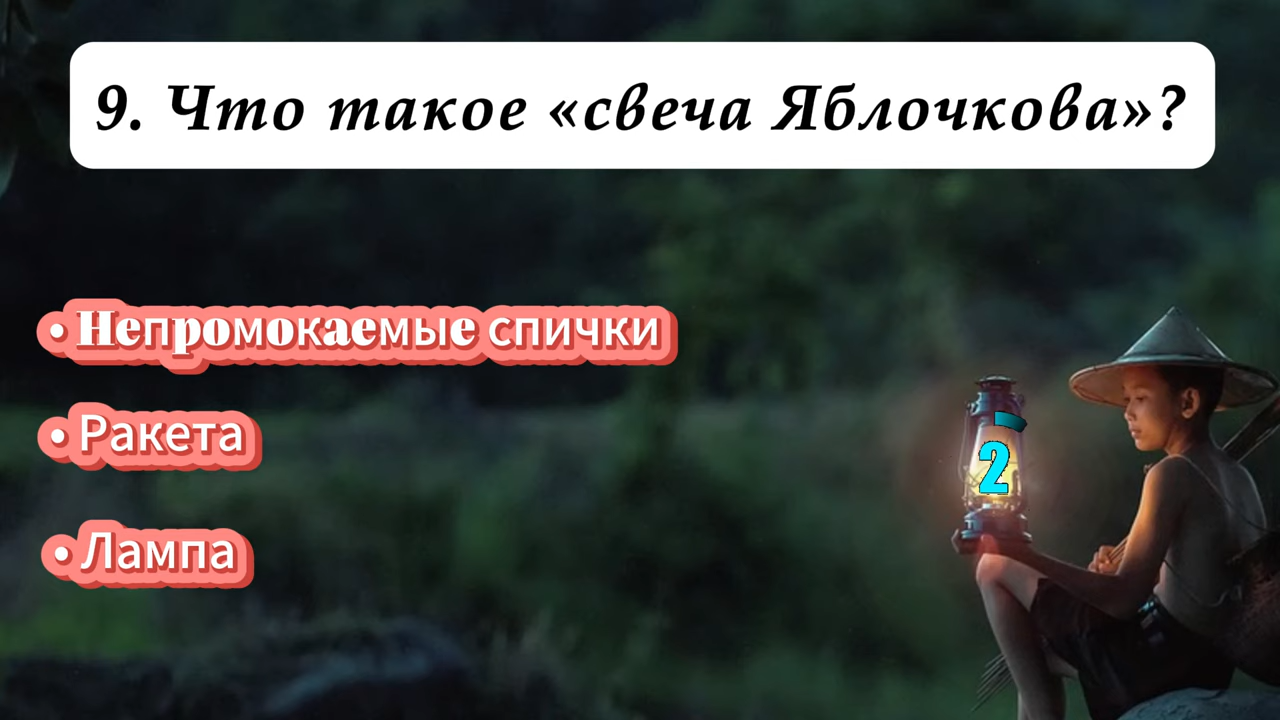 9. Что такое «свеча Яблочкова»?
• Непромокаемые спички
• Ракета
2
• Лампа